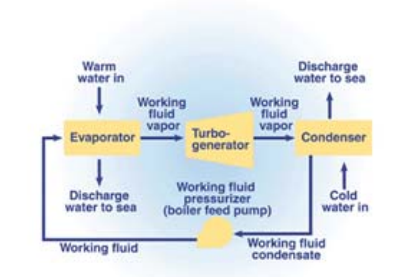 Warm
water in
Discharge
water to sea
Working
fluid
vapor
Working
fluid
vapor
Evaporator
Turbo-
generator
Condenser
Discharge
water to sea
Working fluid
pressurizer
(boiler feed pump)
Cold
water in
Working fluid
Working fluid
condensate